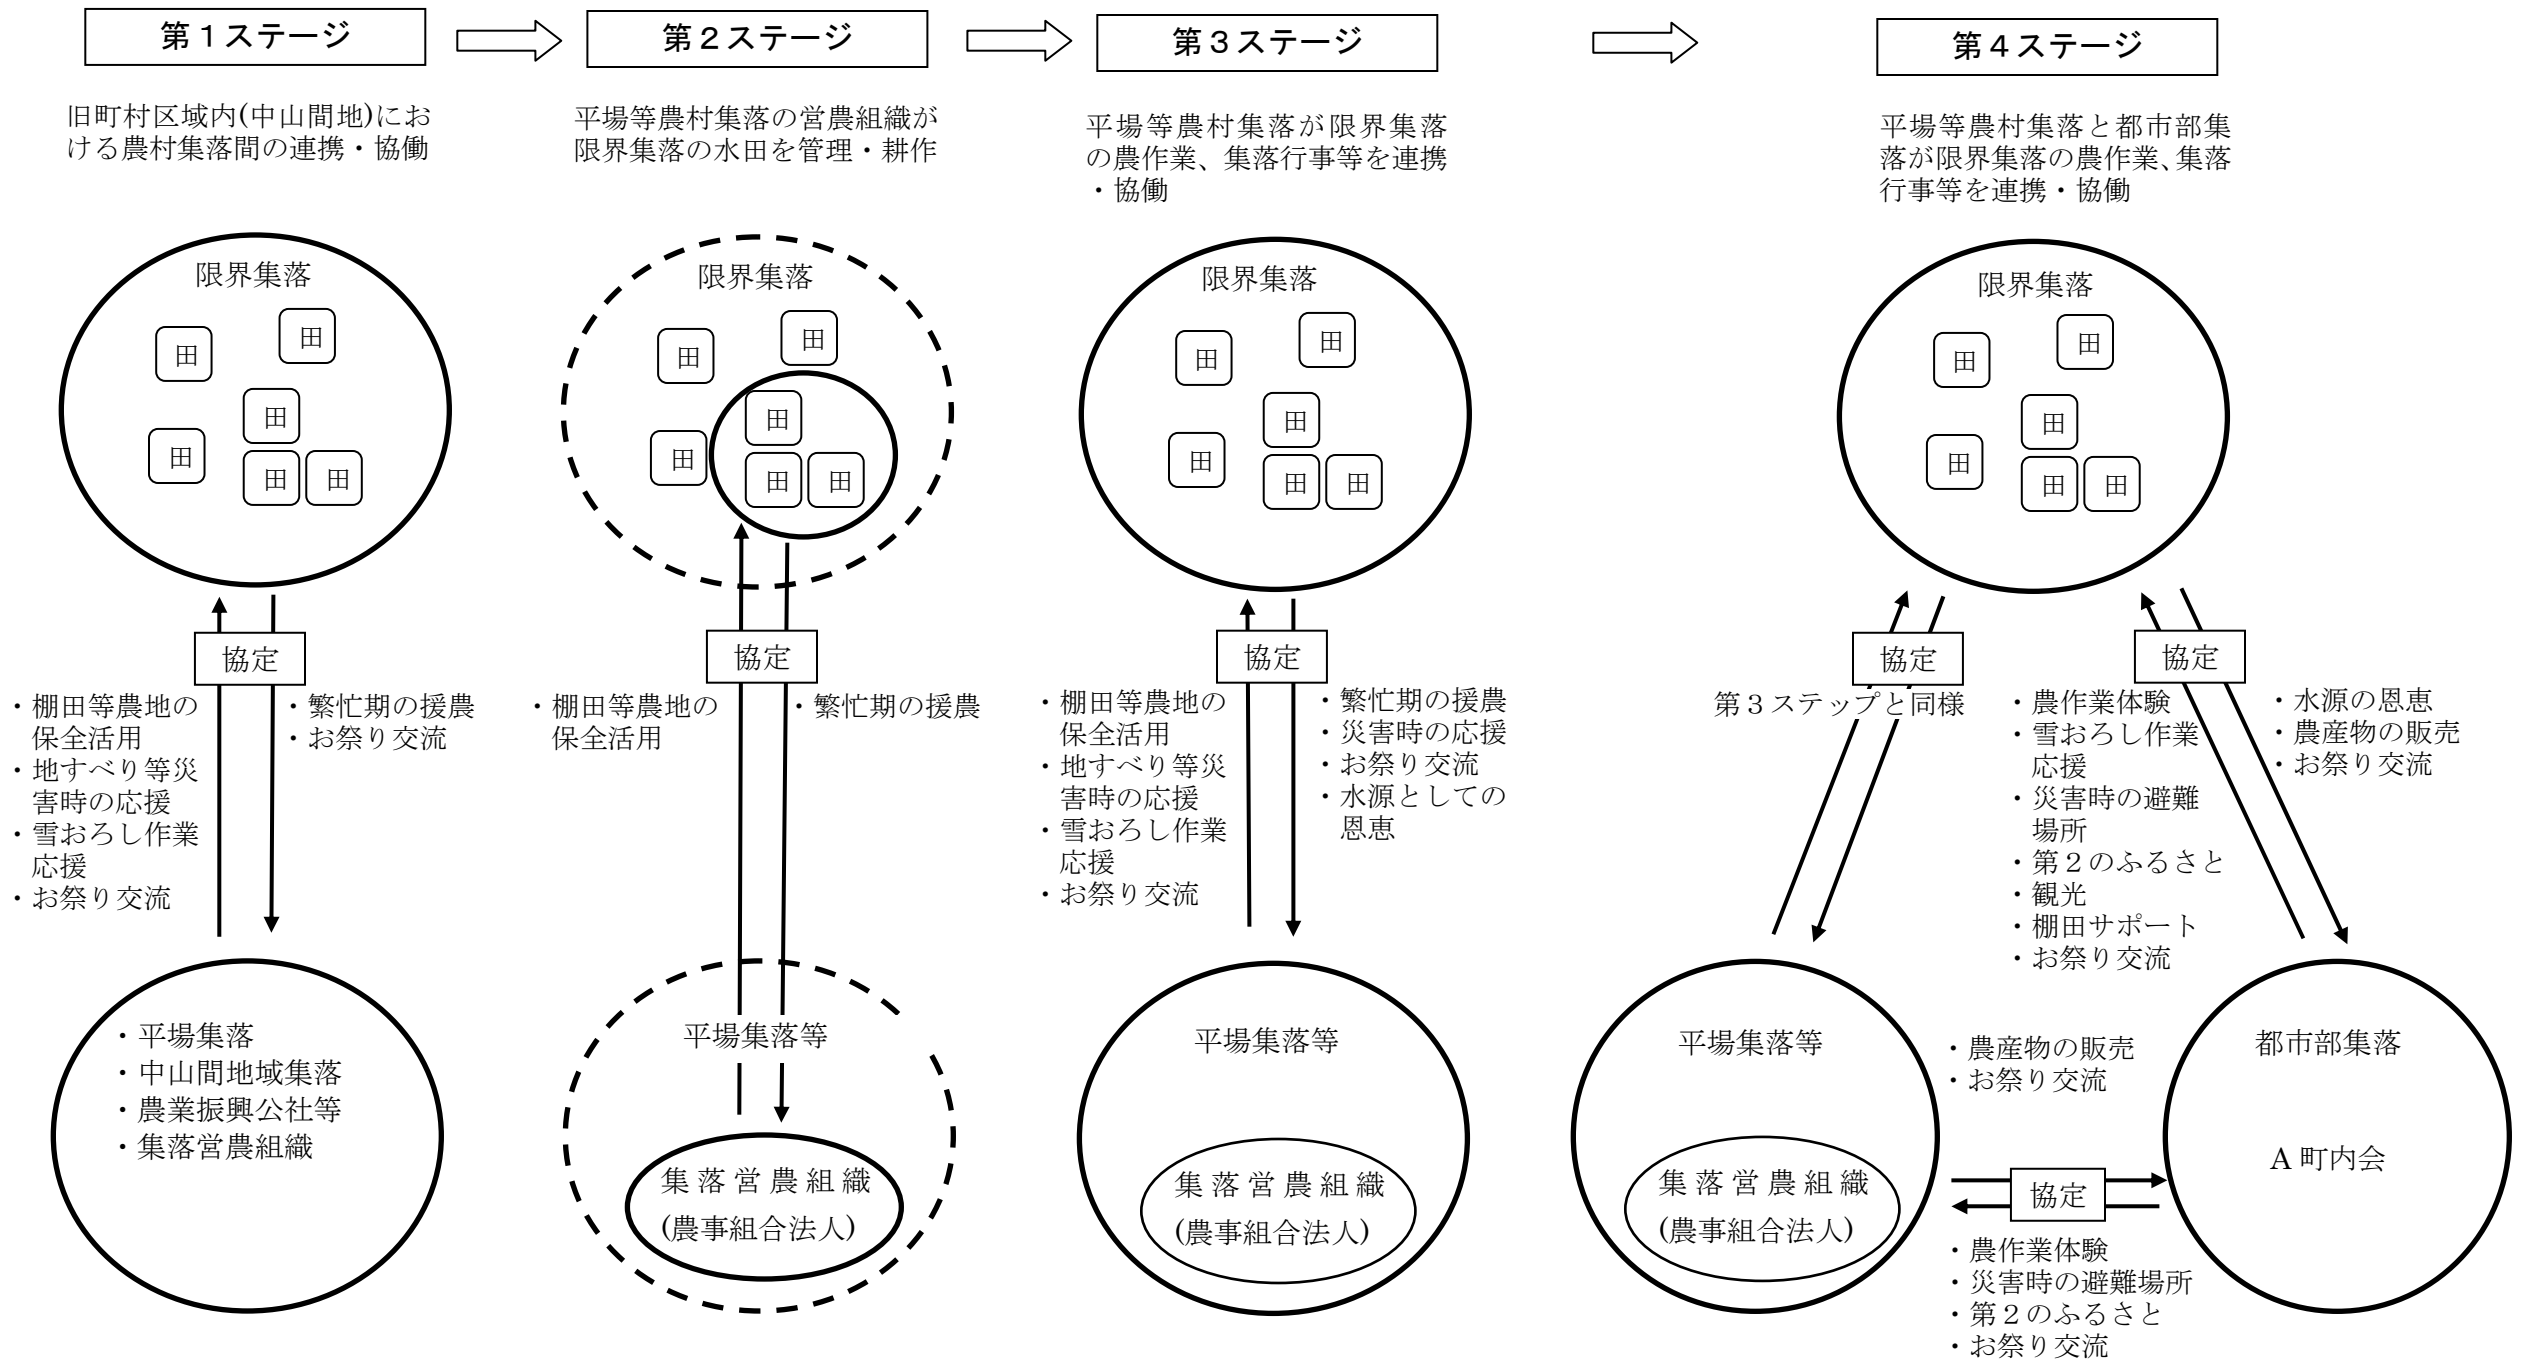 第１ステージ
旧町村区域内(中山間地)にお
ける農村集落間の連携・協働
限界集落
田
田
田
田
田
田
協定
・棚田等農地の
保全活用
・地すべり等災
害時の応援
・雪おろし作業
応援
・お祭り交流
・繁忙期の援農
・お祭り交流
・平場集落
・中山間地域集落
・農業振興公社等
・集落営農組織
第２ステージ
平場等農村集落の営農組織が
限界集落の水田を管理・耕作
限界集落
田
田
田
田
田
田
協定
・棚田等農地の
保全活用
・繁忙期の援農
平場集落等
集落営農組織
(農事組合法人)
第３ステージ
平場等農村集落が限界集落
の農作業、集落行事等を連携
・協働
限界集落
田
田
田
田
田
田
協定
・棚田等農地の
保全活用
・地すべり等災
害時の応援
・雪おろし作業
応援
・お祭り交流
・繁忙期の援農
・災害時の応援
・お祭り交流
・水源としての
恩恵
平場集落等
集落営農組織
(農事組合法人)
第４ステージ
平場等農村集落と都市部集
落が限界集落の農作業、集落
行事等を連携・協働
限界集落
田
田
田
田
田
田
協定
第３ステップと同様
協定
・農作業体験
・雪おろし作業
応援
・災害時の避難
場所
・第２のふるさと
・観光
・棚田サポート
・お祭り交流
・水源の恩恵
・農産物の販売
・お祭り交流
平場集落等
集落営農組織
(農事組合法人)
・農産物の販売
・お祭り交流
協定
・農作業体験
・災害時の避難場所
・第２のふるさと
・お祭り交流
都市部集落
A 町内会